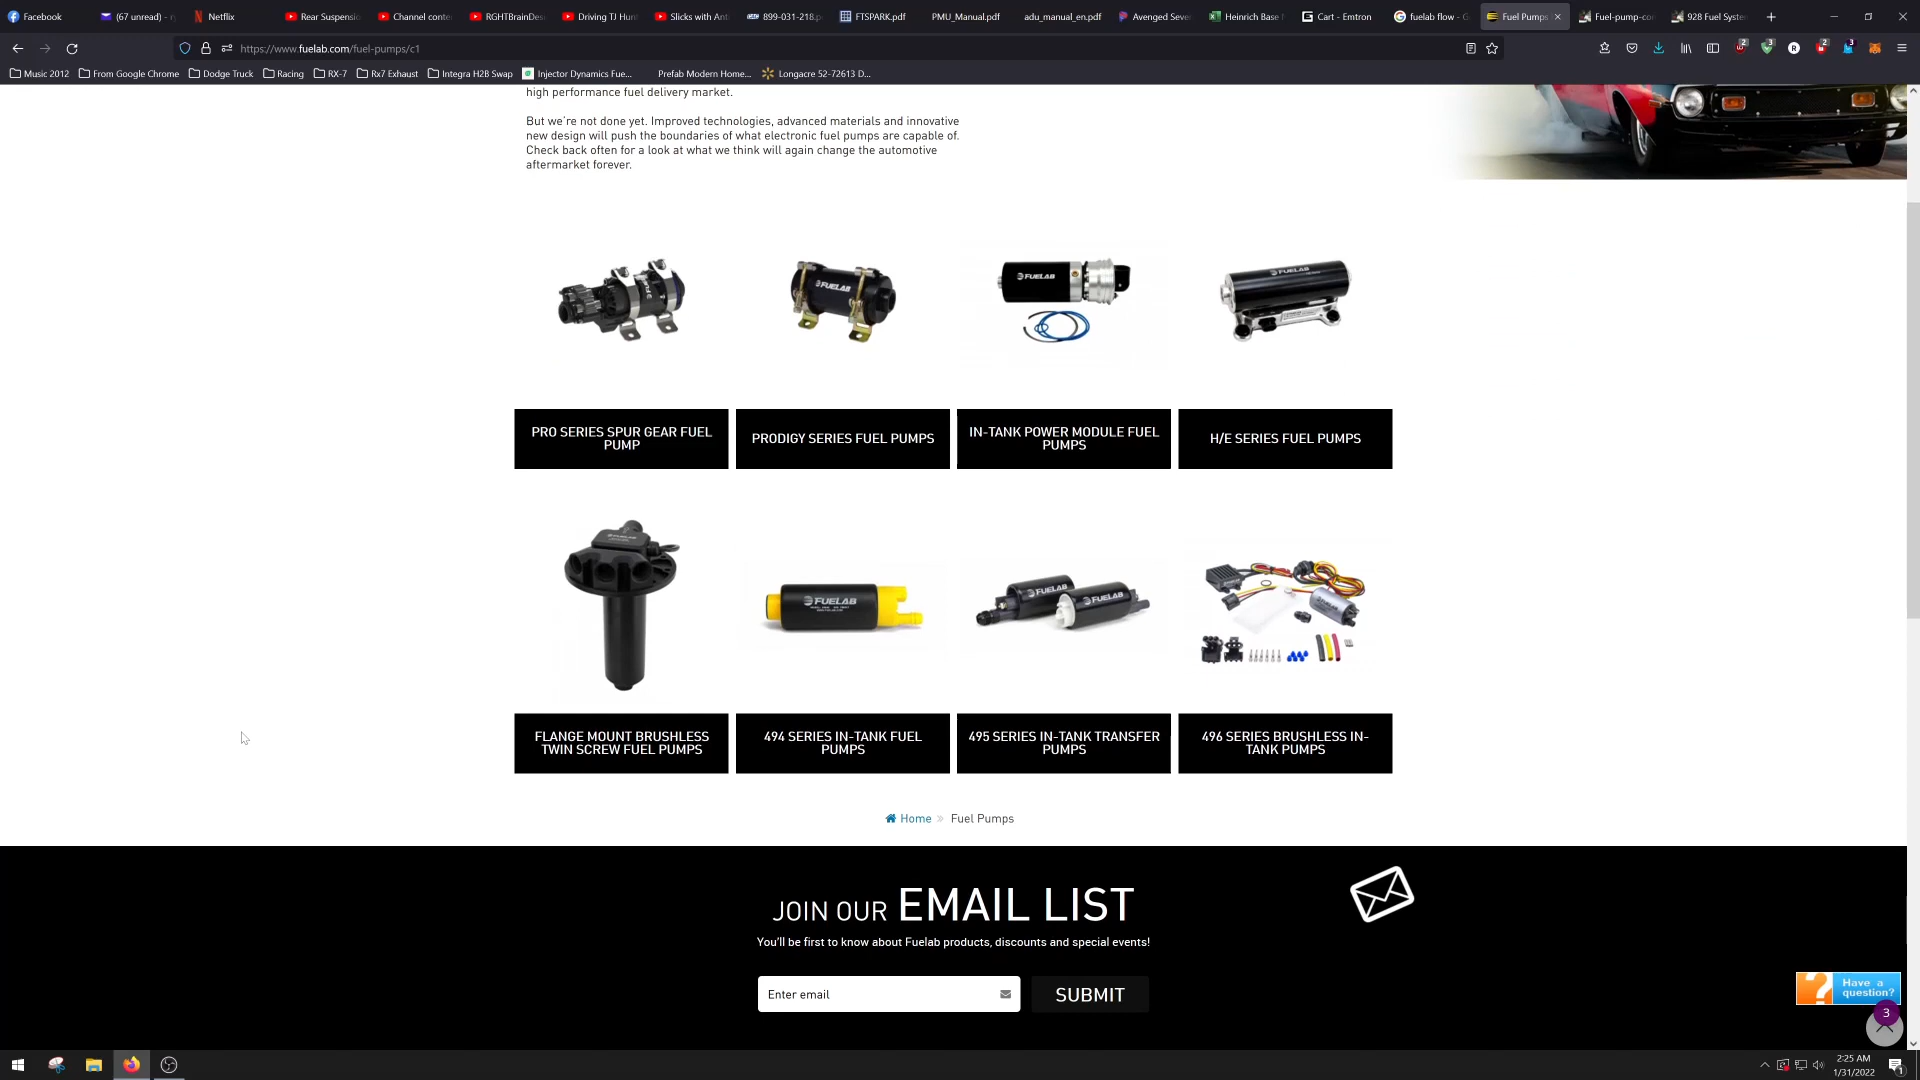 Facebook
(67 unread) - r
Netflix
Rear Suspensio
Channel conte
RGHTBrainDes
Driving TJ Hun
Slicks with Ant
899-031-218.p
FTSPARK.pdf
PMU_Manual.pdf
adu_manual_en.pdf
Avenged Seve
Heinrich Base
Cart - Emtron
fuelab flow - G
Fuel Pumps
Fuel-pump-co
928 Fuel Syste
https://www.fuelab.com/fuel-pumps/c1
Music 2012
From Google Chrome
Dodge Truck
Racing
RX-7
Rx7 Exhaust
Integra H2B Swap
Injector Dynamics Fue...
Prefab Modern Home...
Longacre 52-72613 D...
high performance fuel delivery market.
But we're not done yet. Improved technologies, advanced materials and innovative
new design will push the boundaries of what electronic fuel pumps are capable of.
Check back often for a look at what we think will again change the automotive
aftermarket forever.
FUELAB
FUELAB
FUELAB
PRO SERIES SPUR GEAR FUEL
PUMP
PRODIGY SERIES FUEL PUMPS
IN-TANK POWER MODULE FUEL
PUMPS
H/E SERIES FUEL PUMPS
FUELAB
FUELAB
FUELAB
FUELAB
FLANGE MOUNT BRUSHLESS
TWIN SCREW FUEL PUMPS
494 SERIES IN-TANK FUEL
PUMPS
495 SERIES IN-TANK TRANSFER
PUMPS
496 SERIES BRUSHLESS IN-
TANK PUMPS
Home » Fuel Pumps
JOIN OUR EMAIL LIST
You'll be first to know about Fuelab products, discounts and special events!
Enter email
SUBMIT
Have a
question?
3
2:25 AM
1/31/2022